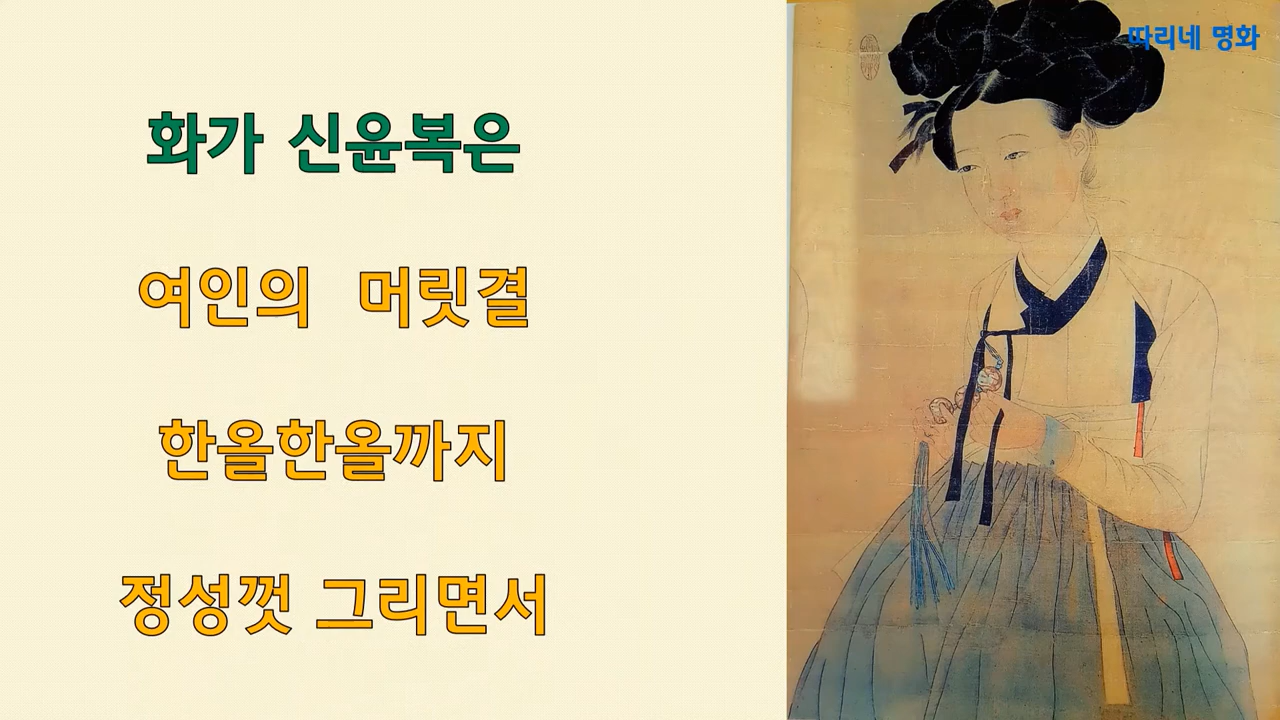 화가 신윤복은
여인의 머릿결
한올한올까지
정성껏 그리면서
따리네 명화